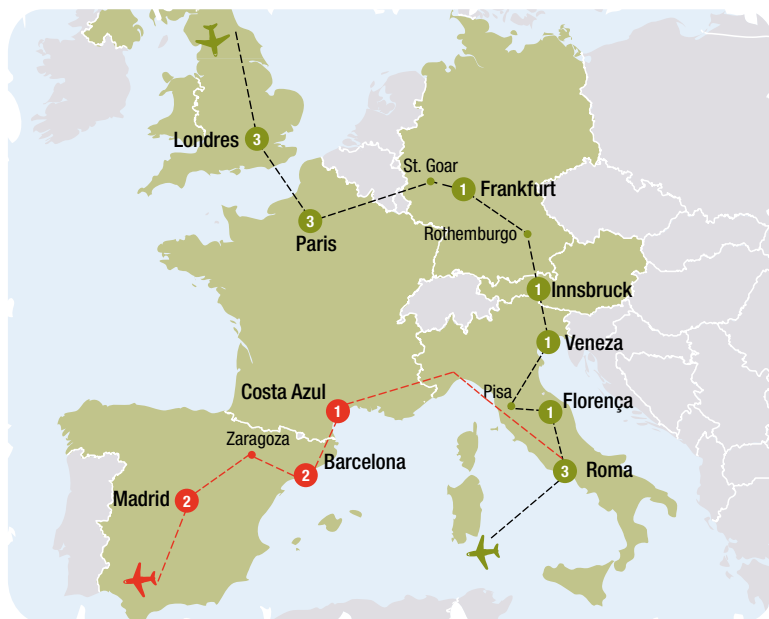 Londres
3
St. Goar
1
Frankfurt
3
Paris
Rothemburgo
1
Innsbruck
1
Veneza
Costa Azul
1
Pisa
1
Florença
Zaragoza
2
Barcelona
3
Roma
Madrid
2